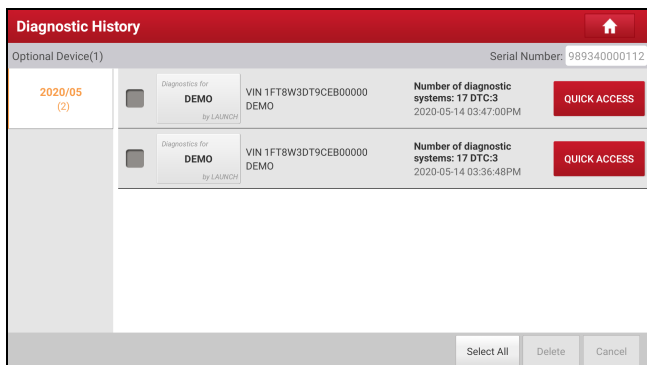 Diagnostic History
Optional Device(1)
Serial Number: 989340000112
2020/05
(2)
Diagnostics for
DEMO
by LAUNCH
VIN 1FT8W3DT9CEB00000
DEMO
Number of diagnostic
systems: 17 DTC:3
2020-05-14 03:47:00PM
QUICK ACCESS
Diagnostics for
DEMO
by LAUNCH
VIN 1FT8W3DT9CEB00000
DEMO
Number of diagnostic
systems: 17 DTC:3
2020-05-14 03:36:48PM
QUICK ACCESS
Select All
Delete
Cancel